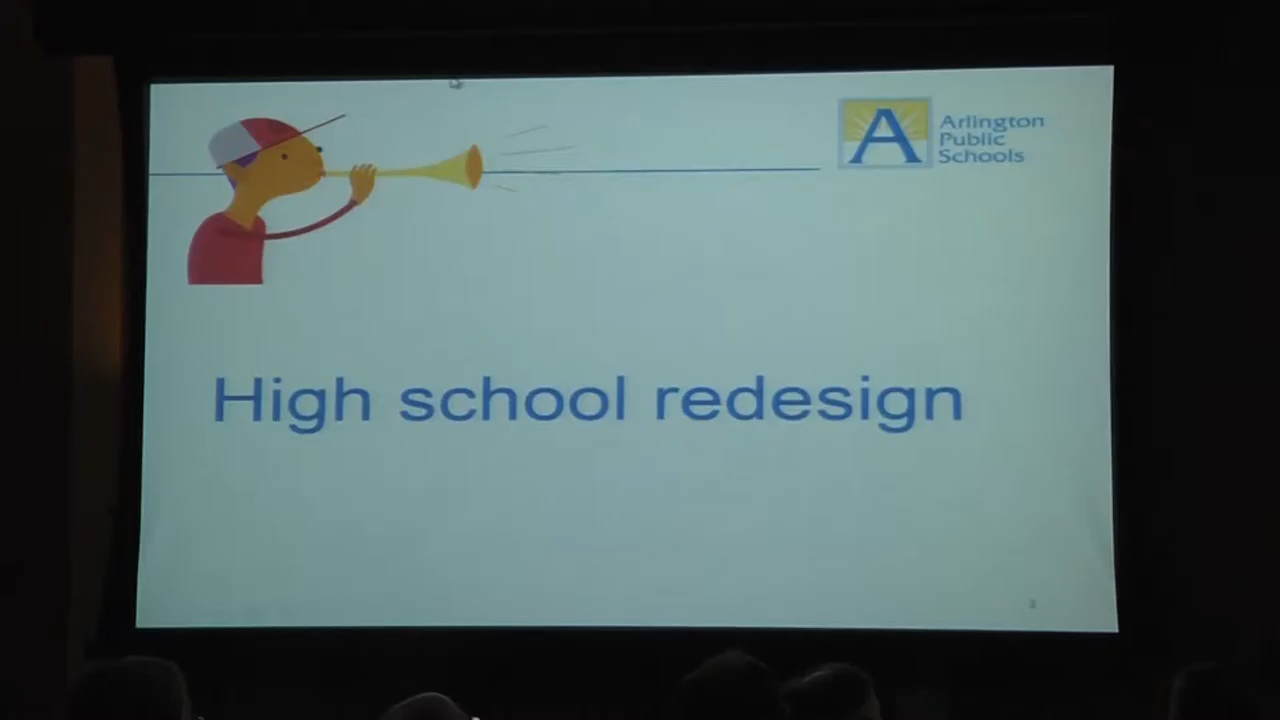 A
Arlington
Public
Schools
High school redesign